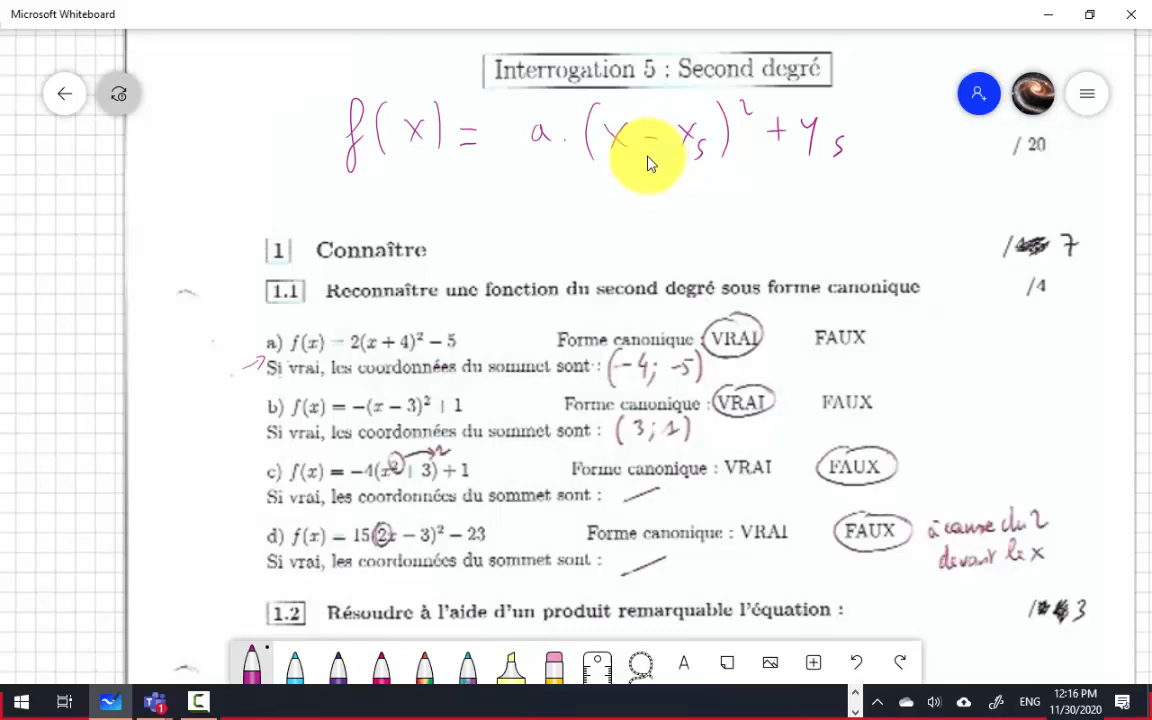 Microsoft Whiteboard
Interrogation 5 : Second degré
f(x) = a.(x - xs)² + ys
/ 20
1 Connaître
/ 7
1.1 Reconnaître une fonction du second degré sous forme canonique
/4
a) f(x) = 2(x + 4)² − 5 Forme canonique : VRAI FAUX
Si vrai, les coordonnées du sommet sont : (-4; -5)
b) f(x) = −(x − 3)² + 1 Forme canonique : VRAI FAUX
Si vrai, les coordonnées du sommet sont : (3; 1)
c) f(x) = −4(x² + 3) + 1 Forme canonique : VRAI FAUX
2
Si vrai, les coordonnées du sommet sont :
d) f(x) = 15(2x − 3)² − 23 Forme canonique : VRAI FAUX à cause du 2
devant le x
Si vrai, les coordonnées du sommet sont :
1.2 Résoudre à l'aide d'un produit remarquable l'équation :
/ 3
A
1
ENG
12:16 PM
11/30/2020